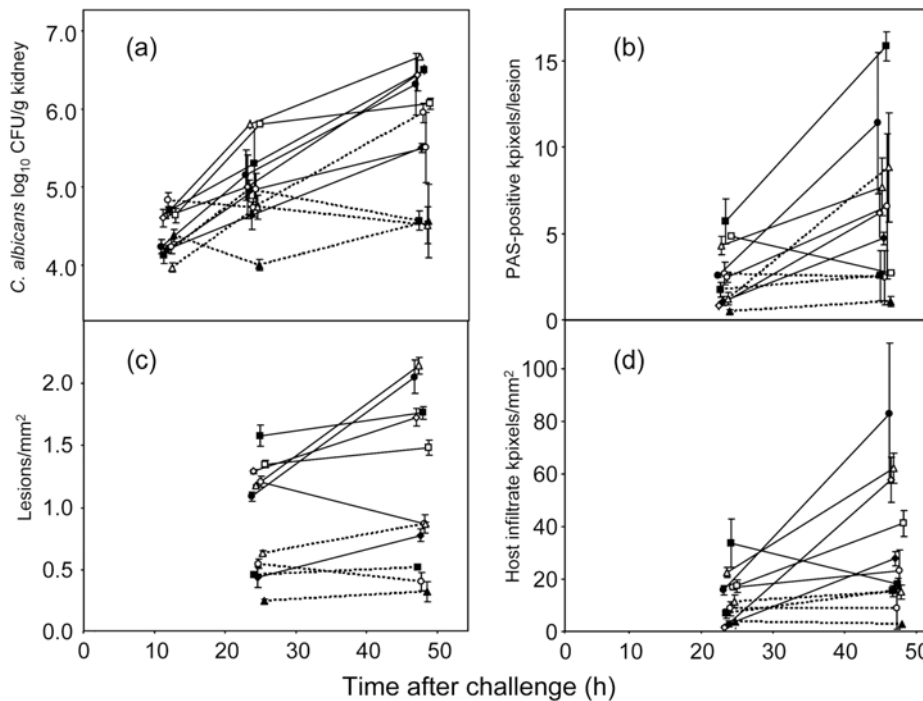 (a)
7.0
6.0
5.0
4.0
C. albicans log10 CFU/g kidney
(b)
15
10
5
0
PAS-positive kpixels/lesion
(c)
2.0
1.5
1.0
0.5
0.0
Lesions/mm²
0 10 20 30 40 50
(d)
100
80
60
40
20
0
Host infiltrate kpixels/mm²
0 10 20 30 40 50
Time after challenge (h)